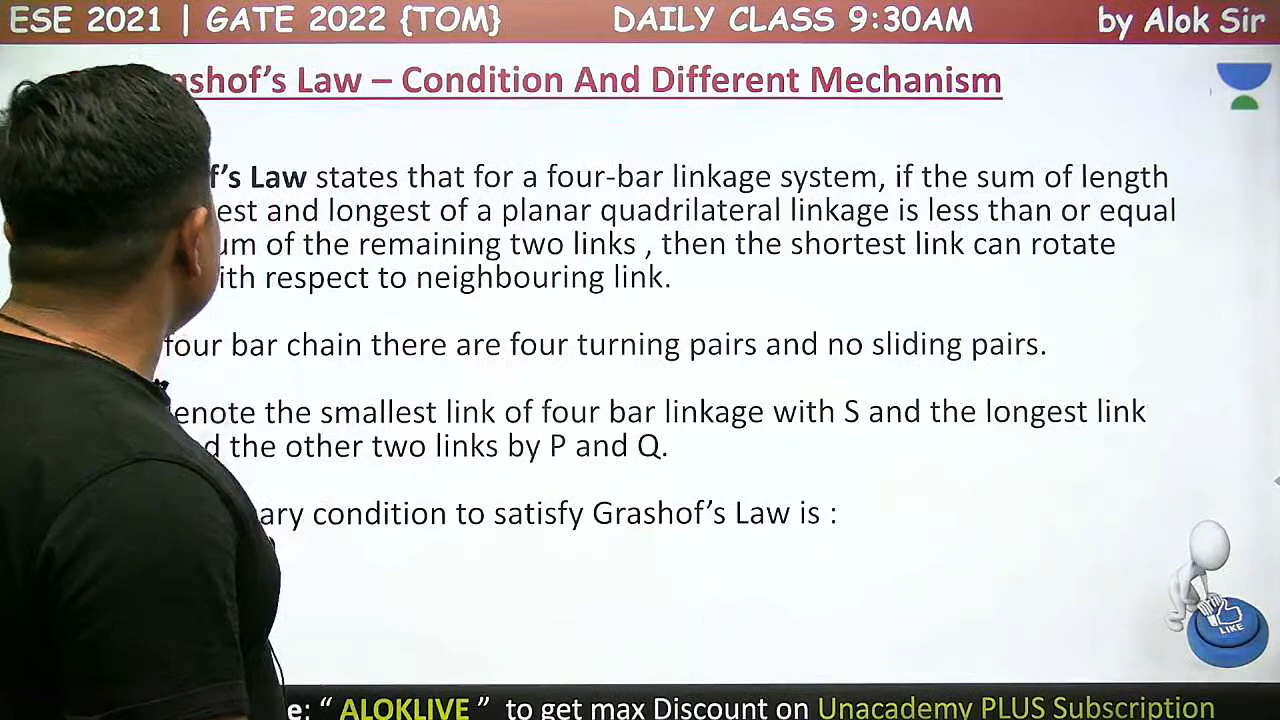 ESE 2021 | GATE 2022 {TOM} DAILY CLASS 9:30AM by Alok Sir
ashof’s Law – Condition And Different Mechanism
f’s Law states that for a four-bar linkage system, if the sum of length
est and longest of a planar quadrilateral linkage is less than or equal
um of the remaining two links , then the shortest link can rotate
ith respect to neighbouring link.
four bar chain there are four turning pairs and no sliding pairs.
enote the smallest link of four bar linkage with S and the longest link
d the other two links by P and Q.
ary condition to satisfy Grashof’s Law is :
LIKE
e: “ ALOKLIVE ” to get max Discount on Unacademy PLUS Subscription